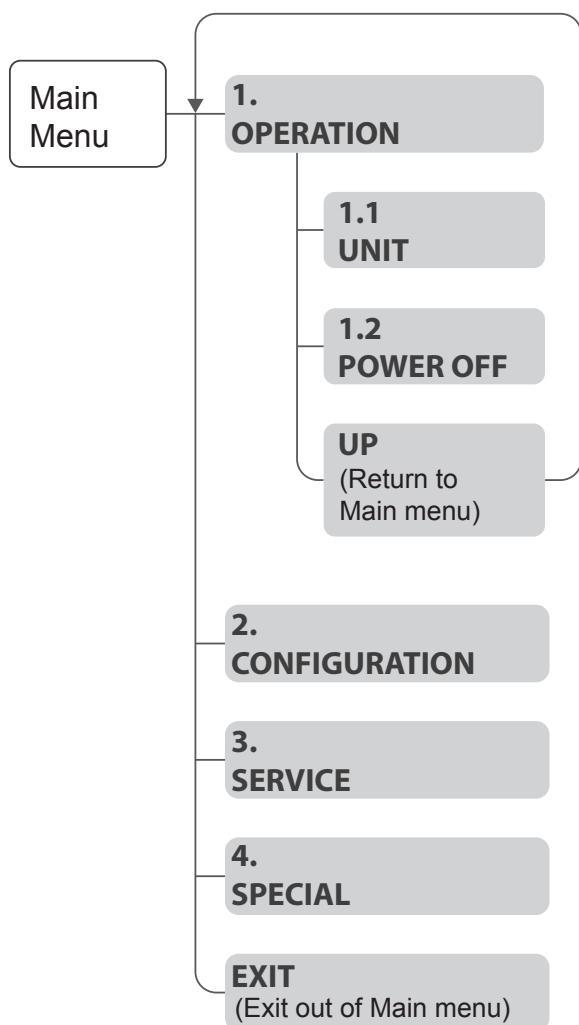 Main
Menu
1.
OPERATION
1.1
UNIT
1.2
POWER OFF
UP
(Return to
Main menu)
2.
CONFIGURATION
3.
SERVICE
4.
SPECIAL
EXIT
(Exit out of Main menu)